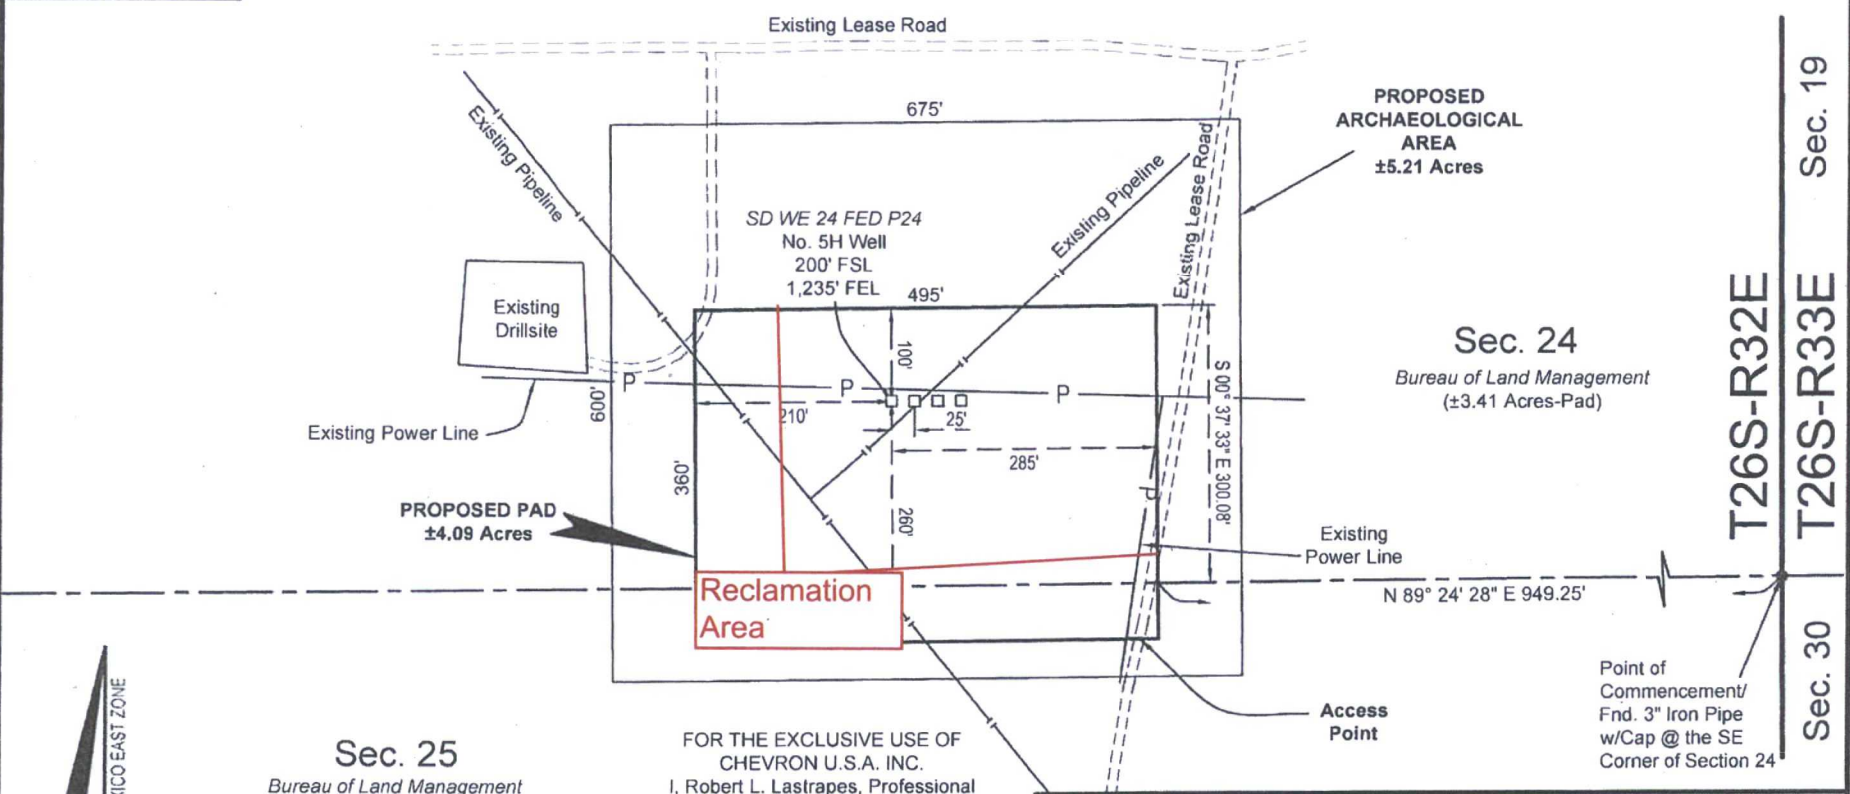 Existing Lease Road
675'
PROPOSED
ARCHAEOLOGICAL
AREA
±5.21 Acres
Sec. 19
Existing Pipeline
Existing Pipeline
Existing Lease Road
SD WE 24 FED P24
No. 5H Well
200' FSL
1,235' FEL
495'
Existing
Drillsite
100'
T26S-R32E
T26S-R33E
Sec. 24
Bureau of Land Management
(±3.41 Acres-Pad)
P
P
P
600'
210'
25'
S 00° 37' 33" E 300.08'
Existing Power Line
285'
360'
P
PROPOSED PAD
±4.09 Acres
260'
Existing
Power Line
Reclamation
Area
N 89° 24' 28" E 949.25'
Sec. 30
Point of
Commencement/
Fnd. 3" Iron Pipe
w/Cap @ the SE
Corner of Section 24
Access
Point
EAST ZONE
Sec. 25
Bureau of Land Management
FOR THE EXCLUSIVE USE OF
CHEVRON U.S.A. INC.
I, Robert L. Lastrapes, Professional